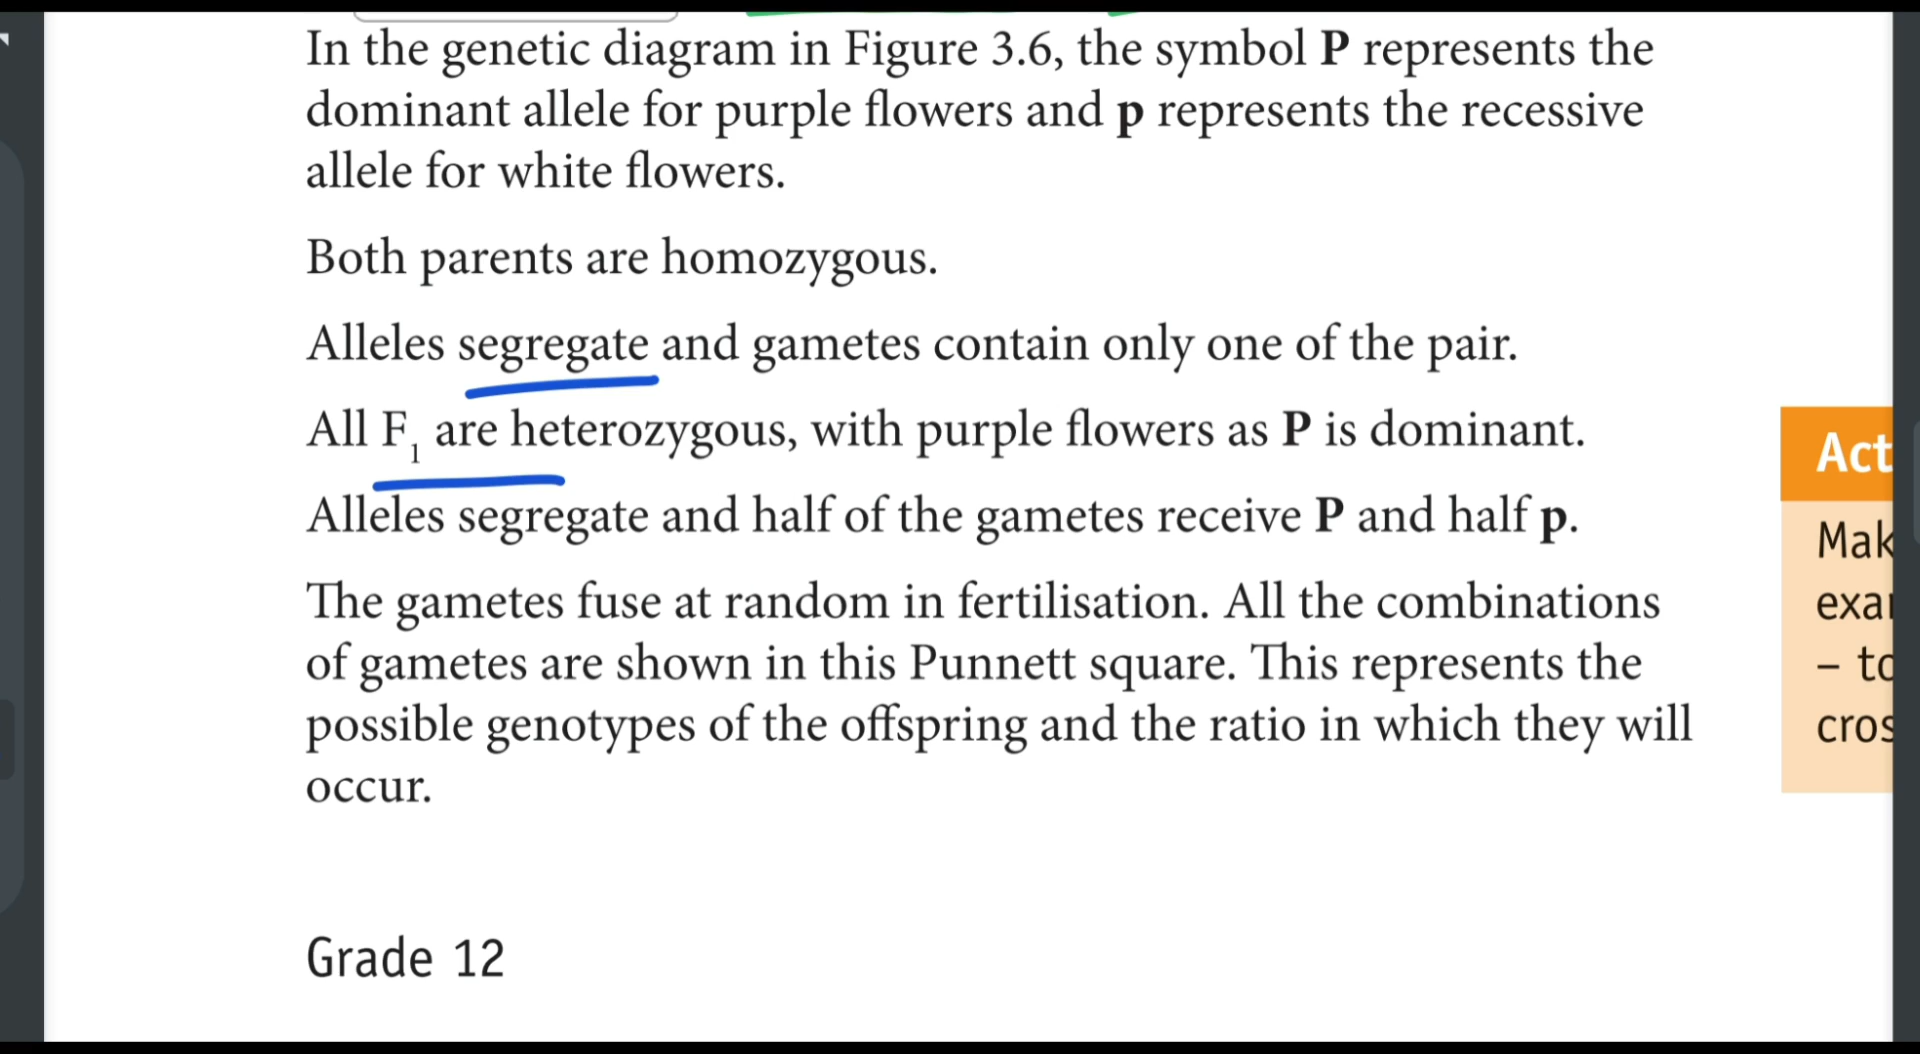 In the genetic diagram in Figure 3.6, the symbol P represents the
dominant allele for purple flowers and p represents the recessive
allele for white flowers.
Both parents are homozygous.
Alleles segregate and gametes contain only one of the pair.
All F₁ are heterozygous, with purple flowers as P is dominant.
Alleles segregate and half of the gametes receive P and half p.
The gametes fuse at random in fertilisation. All the combinations
of gametes are shown in this Punnett square. This represents the
possible genotypes of the offspring and the ratio in which they will
occur.
Grade 12
Act
Mak
exa
– to
cros